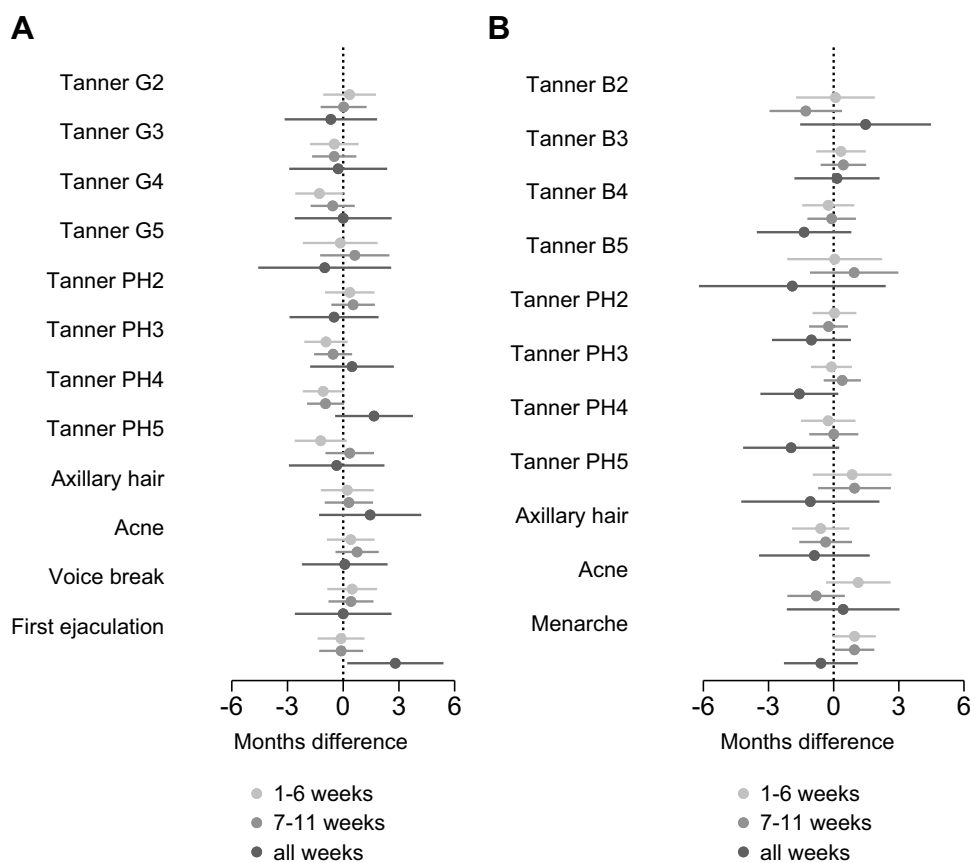 A
Tanner G2
Tanner G3
Tanner G4
Tanner G5
Tanner PH2
Tanner PH3
Tanner PH4
Tanner PH5
Axillary hair
Acne
Voice break
First ejaculation
-6 -3 0 3 6
Months difference
1-6 weeks
7-11 weeks
all weeks
B
Tanner B2
Tanner B3
Tanner B4
Tanner B5
Tanner PH2
Tanner PH3
Tanner PH4
Tanner PH5
Axillary hair
Acne
Menarche
-6 -3 0 3 6
Months difference
1-6 weeks
7-11 weeks
all weeks